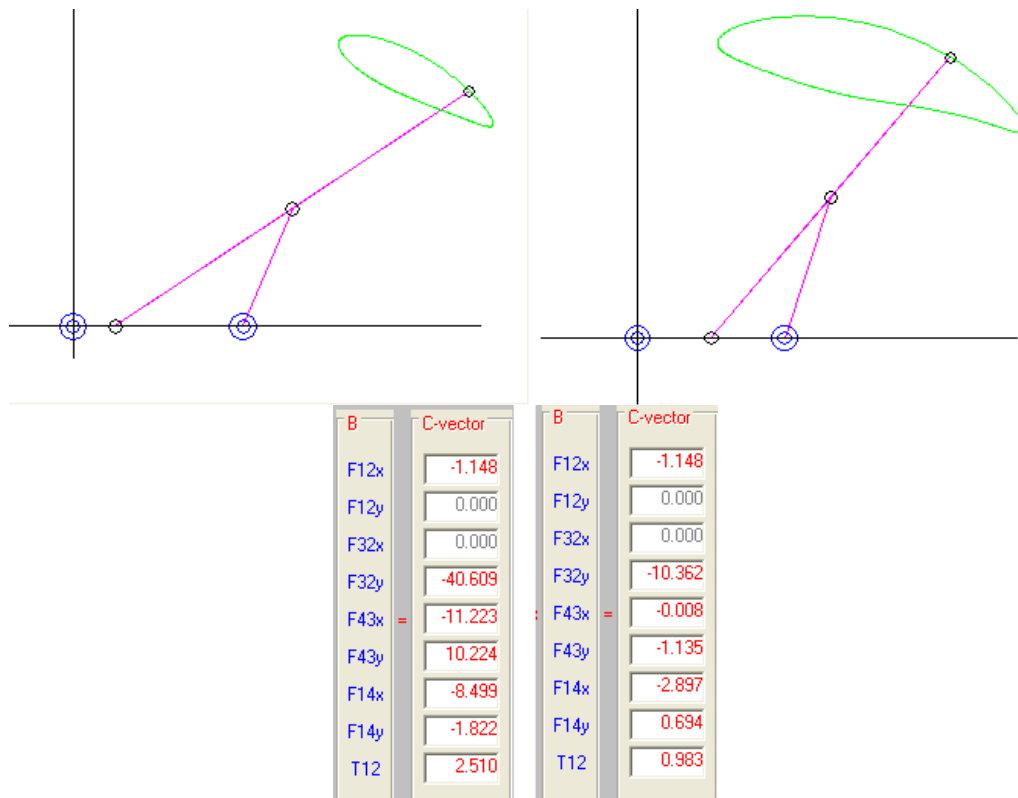 B C-vector
F12x -1.148
F12y 0.000
F32x 0.000
F32y -40.609
F43x = -11.223
F43y 10.224
F14x -8.499
F14y -1.822
T12 2.510
B C-vector
F12x -1.148
F12y 0.000
F32x 0.000
F32y -10.362
F43x = -0.008
F43y -1.135
F14x -2.897
F14y 0.694
T12 0.983